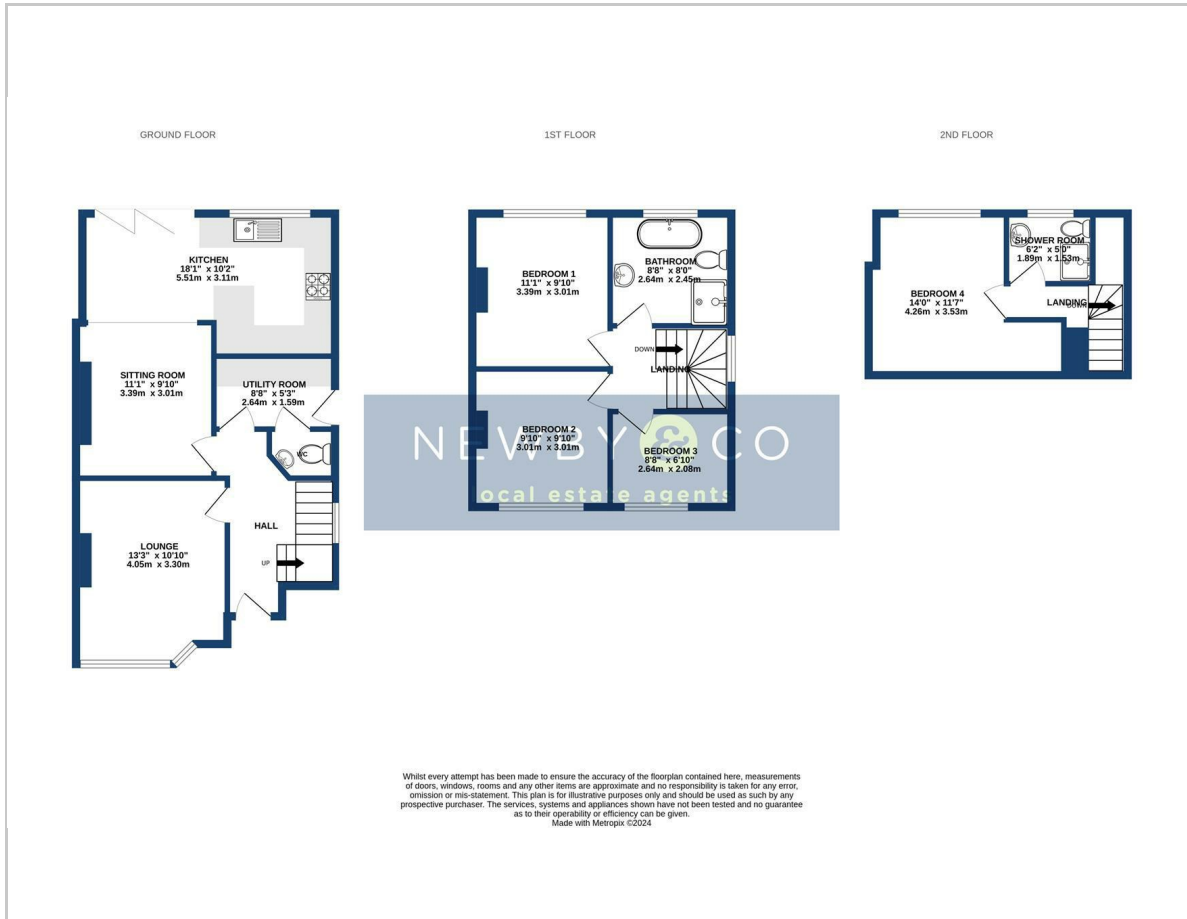 GROUND FLOOR
1ST FLOOR
2ND FLOOR
KITCHEN
18'1" x 10'2"
5.51m x 3.11m
SITTING ROOM
11'1" x 9'10"
3.39m x 3.01m
UTILITY ROOM
8'8" x 5'3"
2.64m x 1.59m
WC
LOUNGE
13'3" x 10'10"
4.05m x 3.30m
HALL
UP
BEDROOM 1
11'1" x 9'10"
3.39m x 3.01m
BATHROOM
8'8" x 8'0"
2.64m x 2.45m
DOWN
LANDING
BEDROOM 2
9'10" x 9'10"
3.01m x 3.01m
BEDROOM 3
8'8" x 6'10"
2.64m x 2.08m
NEWBY & CO
local estate agents
SHOWER ROOM
6'2" x 5'0"
1.89m x 1.53m
BEDROOM 4
14'0" x 11'7"
4.26m x 3.53m
LANDING
DOWN
Whilst every attempt has been made to ensure the accuracy of the floorplan contained here, measurements
of doors, windows, rooms and any other items are approximate and no responsibility is taken for any error,
omission or mis-statement. This plan is for illustrative purposes only and should be used as such by any
prospective purchaser. The services, systems and appliances shown have not been tested and no guarantee
as to their operability or efficiency can be given.
Made with Metropix ©2024